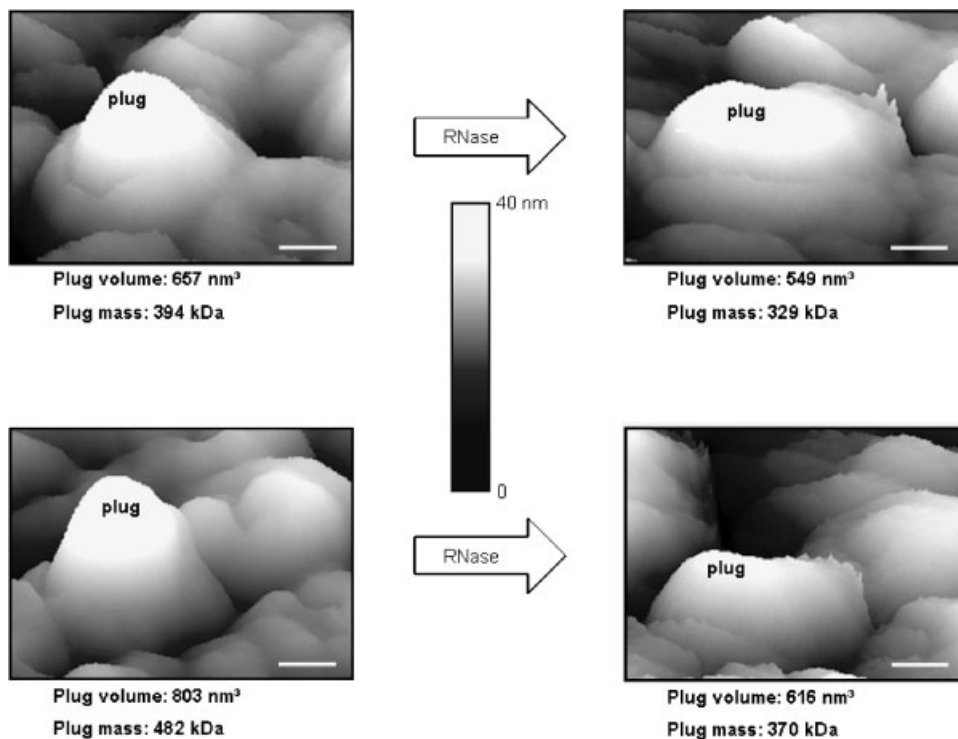 plug
plug
RNase
40 nm
Plug volume: 657 nm³
Plug mass: 394 kDa
Plug volume: 549 nm³
Plug mass: 329 kDa
0
plug
RNase
plug
Plug volume: 803 nm³
Plug mass: 482 kDa
Plug volume: 616 nm³
Plug mass: 370 kDa